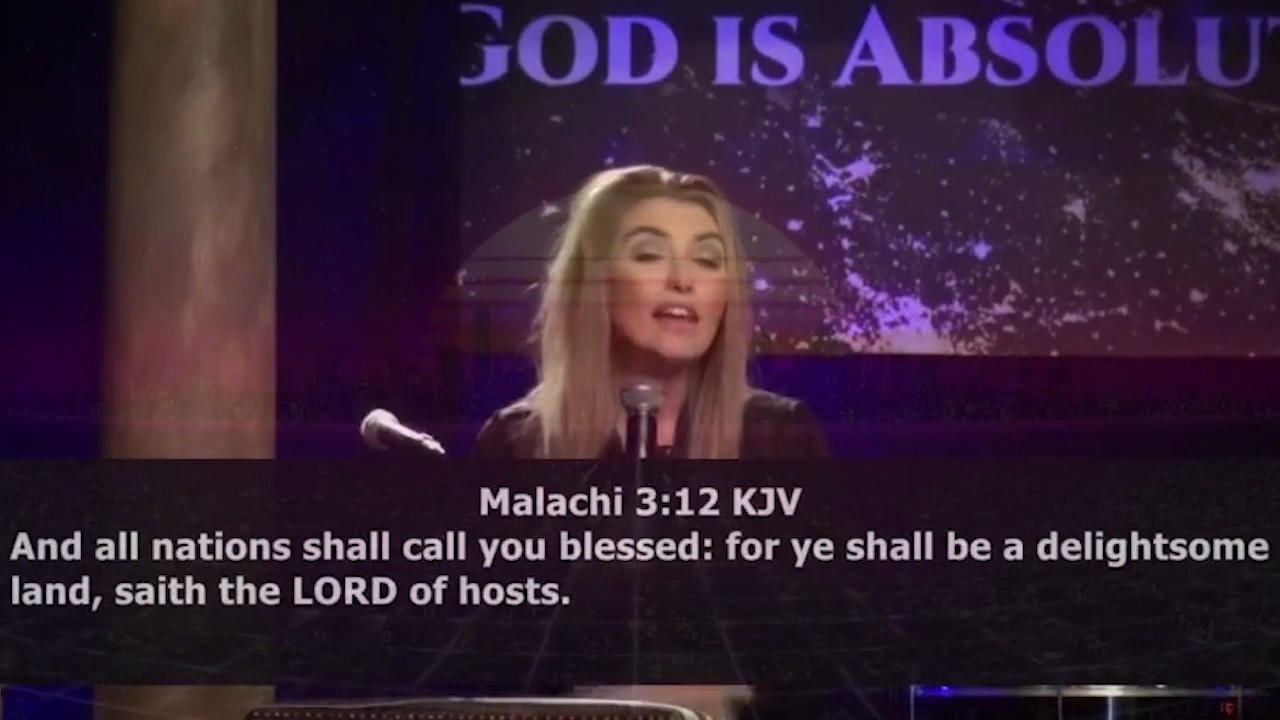 GOD IS ABSOLUT
Malachi 3:12 KJV
And all nations shall call you blessed: for ye shall be a delightsome
land, saith the LORD of hosts.